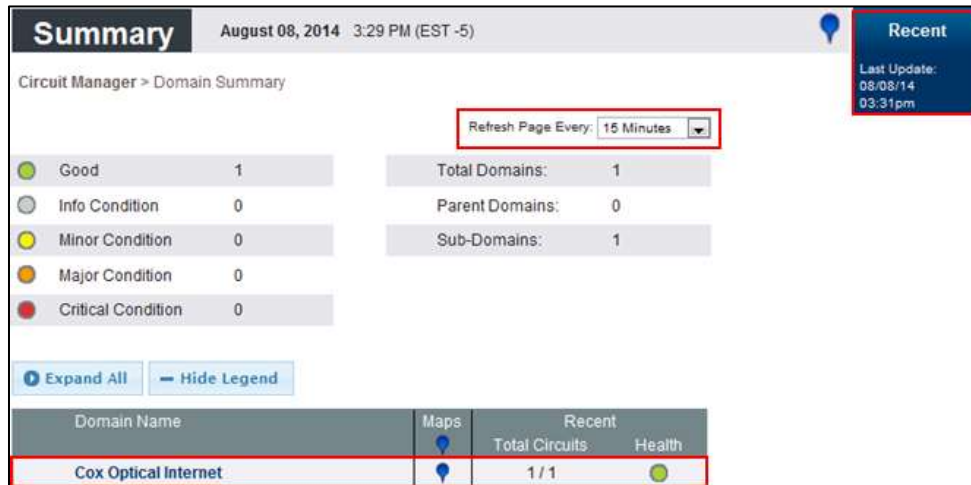 Summary August 08, 2014 3:29 PM (EST -5)
Recent
Last Update:
08/08/14
03:31pm
Circuit Manager > Domain Summary
Refresh Page Every: 15 Minutes
Good 1
Info Condition 0
Minor Condition 0
Major Condition 0
Critical Condition 0
Total Domains: 1
Parent Domains: 0
Sub-Domains: 1
Expand All
Hide Legend
Domain Name Maps Recent
Total Circuits Health
Cox Optical Internet 1 / 1